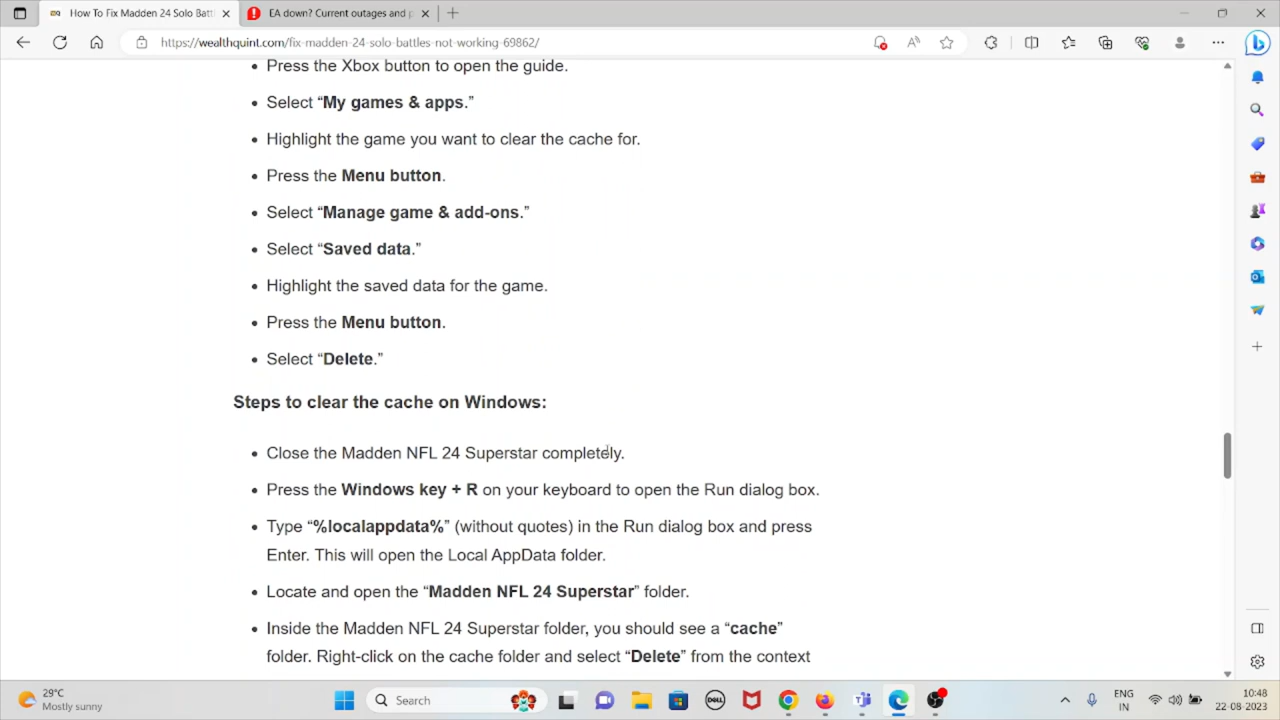 How To Fix Madden 24 Solo Battl
EA down? Current outages and p
https://wealthquint.com/fix-madden-24-solo-battles-not-working-69862/
• Press the Xbox button to open the guide.
• Select “My games & apps.”
• Highlight the game you want to clear the cache for.
• Press the Menu button.
• Select “Manage game & add-ons.”
• Select “Saved data.”
• Highlight the saved data for the game.
• Press the Menu button.
• Select “Delete.”
Steps to clear the cache on Windows:
• Close the Madden NFL 24 Superstar completely.
• Press the Windows key + R on your keyboard to open the Run dialog box.
• Type “%localappdata%” (without quotes) in the Run dialog box and press
Enter. This will open the Local AppData folder.
• Locate and open the “Madden NFL 24 Superstar” folder.
• Inside the Madden NFL 24 Superstar folder, you should see a “cache”
folder. Right-click on the cache folder and select “Delete” from the context
29°C
Mostly sunny
Search
DELL
ENG
IN
10:48
22-08-2023